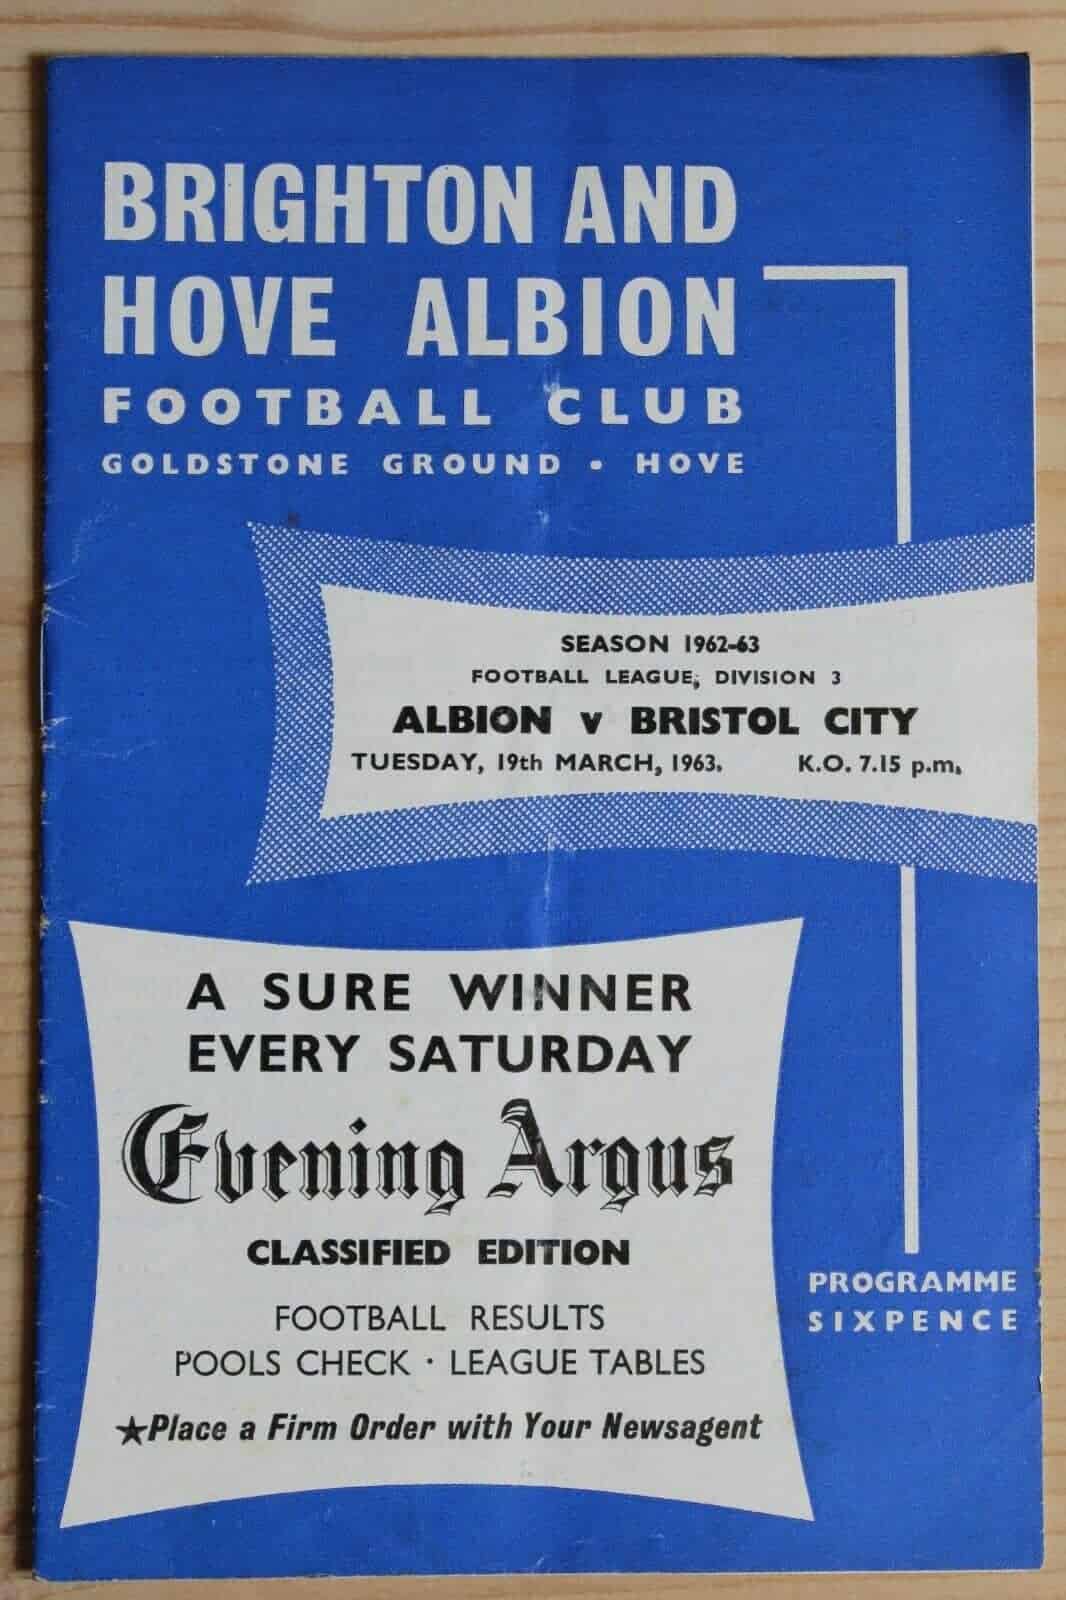 BRIGHTON AND
HOVE ALBION
FOOTBALL CLUB
GOLDSTONE GROUND • HOVE
SEASON 1962-63
FOOTBALL LEAGUE, DIVISION 3
ALBION v BRISTOL CITY
TUESDAY, 19th MARCH, 1963. K.O. 7.15 p.m.
A SURE WINNER
EVERY SATURDAY
Evening Argus
CLASSIFIED EDITION
FOOTBALL RESULTS
POOLS CHECK · LEAGUE TABLES
★Place a Firm Order with Your Newsagent
PROGRAMME
SIXPENCE